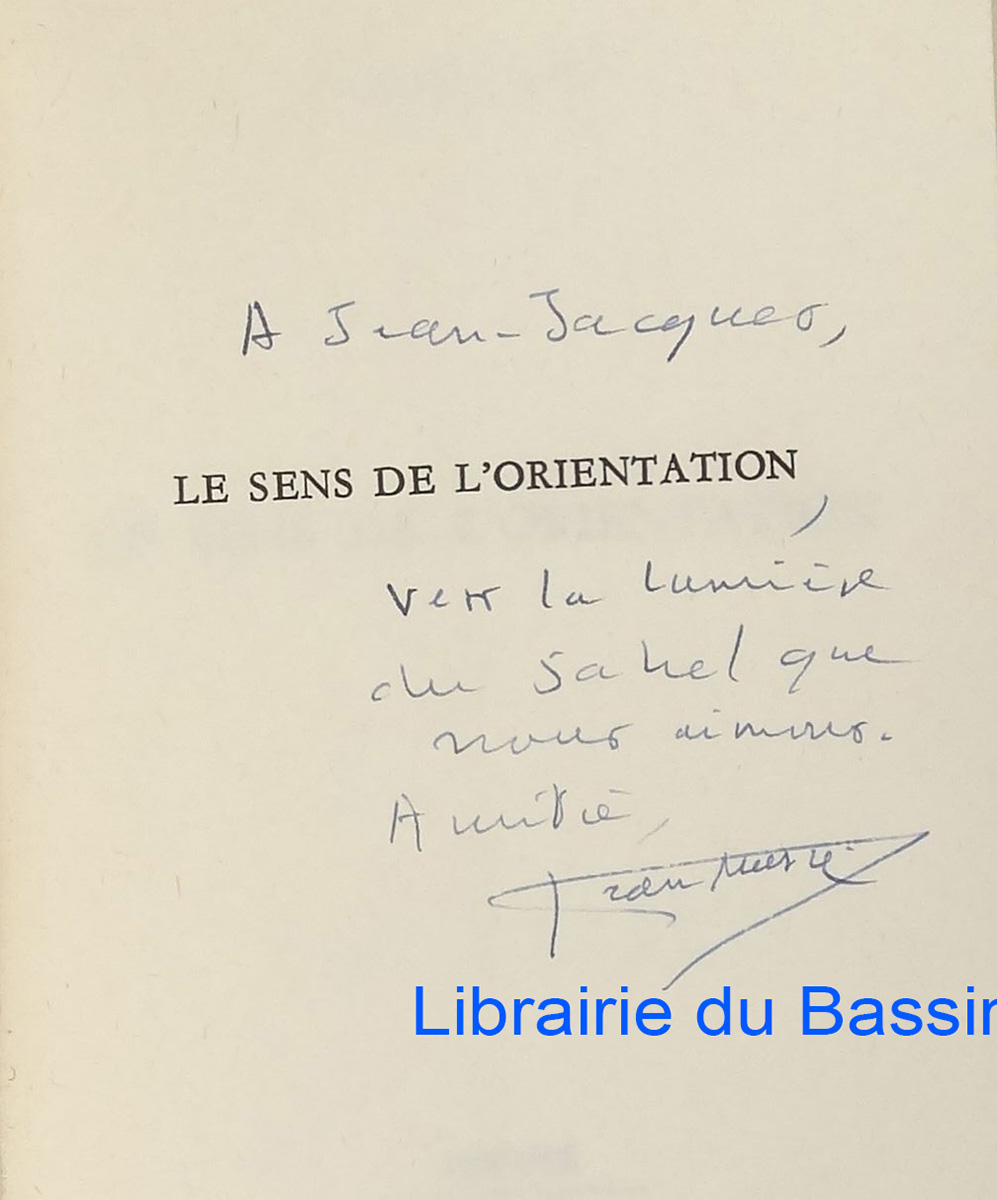 A Jean-Jacques,
LE SENS DE L'ORIENTATION
,
vers la lumière
du Sahel que
nous aimons.
Amitié,
Librairie du Bassin